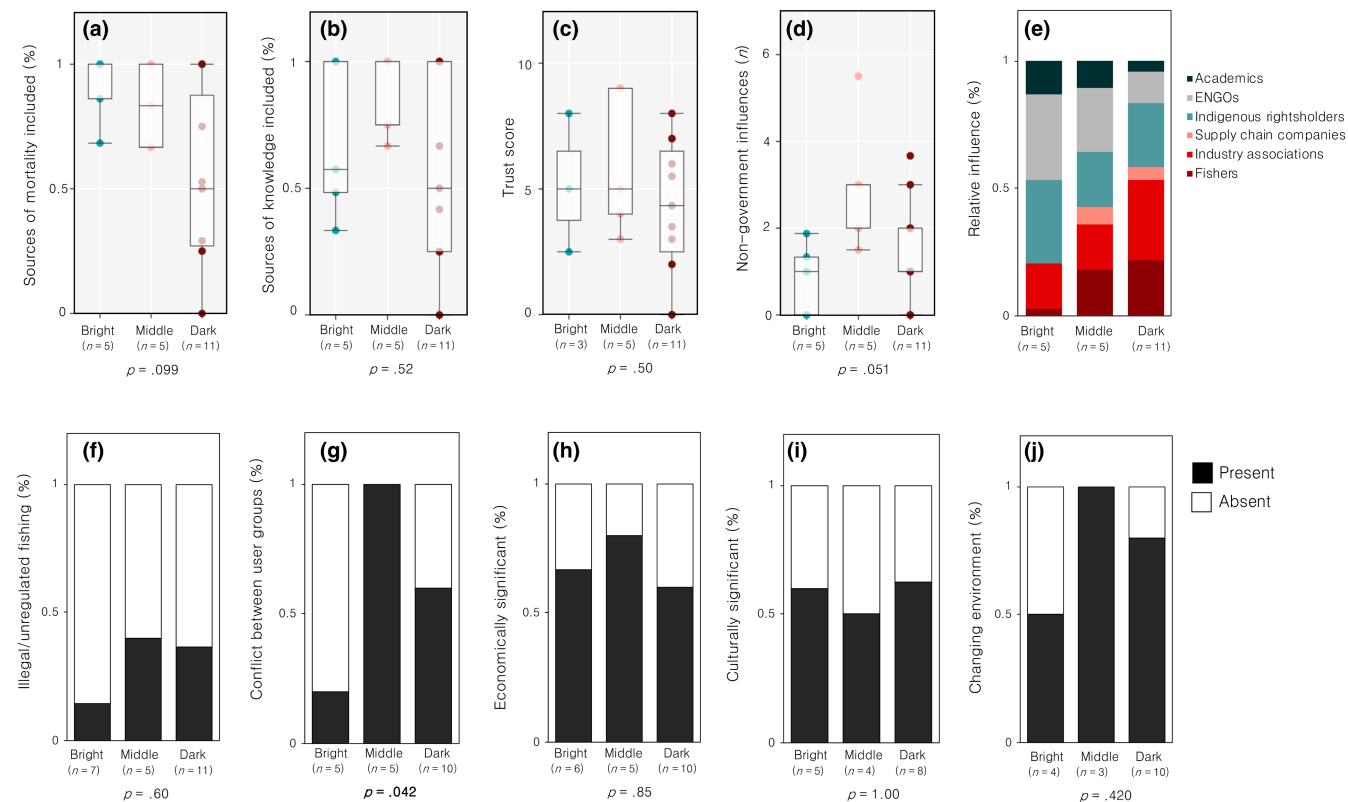 (a)
Sources of mortality included (%)
1
0.5
0
Bright
(n = 5)
Middle
(n = 5)
Dark
(n = 11)
p = .099
(b)
Sources of knowledge included (%)
1
0.5
0
Bright
(n = 5)
Middle
(n = 5)
Dark
(n = 11)
p = .52
(c)
Trust score
10
5
0
Bright
(n = 3)
Middle
(n = 5)
Dark
(n = 11)
p = .50
(d)
Non−government influences (n)
6
4
2
0
Bright
(n = 5)
Middle
(n = 5)
Dark
(n = 11)
p = .051
(e)
Relative influence (%)
1
0.5
0
Bright
(n = 5)
Middle
(n = 5)
Dark
(n = 11)
Academics
ENGOs
Indigenous rightsholders
Supply chain companies
Industry associations
Fishers
(f)
Illegal/unregulated fishing (%)
1
0.5
0
Bright
(n = 7)
Middle
(n = 5)
Dark
(n = 11)
p = .60
(g)
Conflict between user groups (%)
1
0.5
0
Bright
(n = 5)
Middle
(n = 5)
Dark
(n = 10)
p = .042
(h)
Economically significant (%)
1
0.5
0
Bright
(n = 6)
Middle
(n = 5)
Dark
(n = 10)
p = .85
(i)
Culturally significant (%)
1
0.5
0
Bright
(n = 5)
Middle
(n = 4)
Dark
(n = 8)
p = 1.00
(j)
Changing environment (%)
1
0.5
0
Bright
(n = 4)
Middle
(n = 3)
Dark
(n = 10)
p = .420
Present
Absent